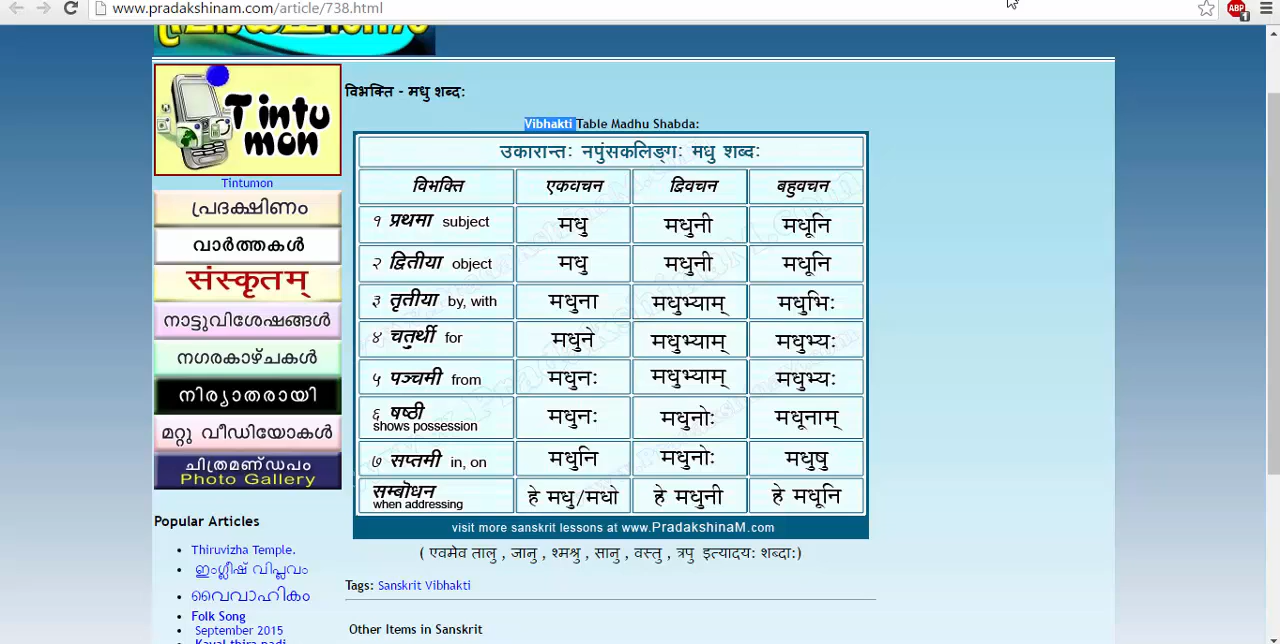 www.pradakshinam.com/article/738.html
ABP
1
Tintu
mon
Tintumon
പ്രദക്ഷിണം
വാർത്തകൾ
संस्कृतम्
നാട്ടുവിശേഷങ്ങൾ
നഗരകാഴ്ചകൾ
നിര്യാതരായി
മറ്റു വീഡിയോകൾ
ചിത്രമണ്ഡപം
Photo Gallery
Popular Articles
Thiruvizha Temple.
ഇംഗ്ലീഷ് വിപ്ലവം
വൈവാഹികം
Folk Song
September 2015
Kayal thira padi
विभक्ति - मधु शब्द:
Vibhakti Table Madhu Shabda:
उकारान्तः नपुंसकलिङ्गः मधु शब्दः
विभक्ति एकवचन द्विवचन बहुवचन
१ प्रथमा subject मधु मधुनी मधूनि
२ द्वितीया object मधु मधुनी मधूनि
३ तृतीया by, with मधुना मधुभ्याम् मधुभिः
४ चतुर्थी for मधुने मधुभ्याम् मधुभ्यः
५ पञ्चमी from मधुनः मधुभ्याम् मधुभ्यः
६ षष्ठी shows possession मधुनः मधुनोः मधूनाम्
७ सप्तमी in, on मधुनि मधुनोः मधुषु
सम्बोधन when addressing हे मधु/मधो हे मधुनी हे मधूनि
visit more sanskrit lessons at www.PradakshinaM.com
( एवमेव तालु , जानु , श्मश्रु , सानु , वस्तु , त्रपु इत्यादय: शब्दा:)
Tags: Sanskrit Vibhakti
Other Items in Sanskrit